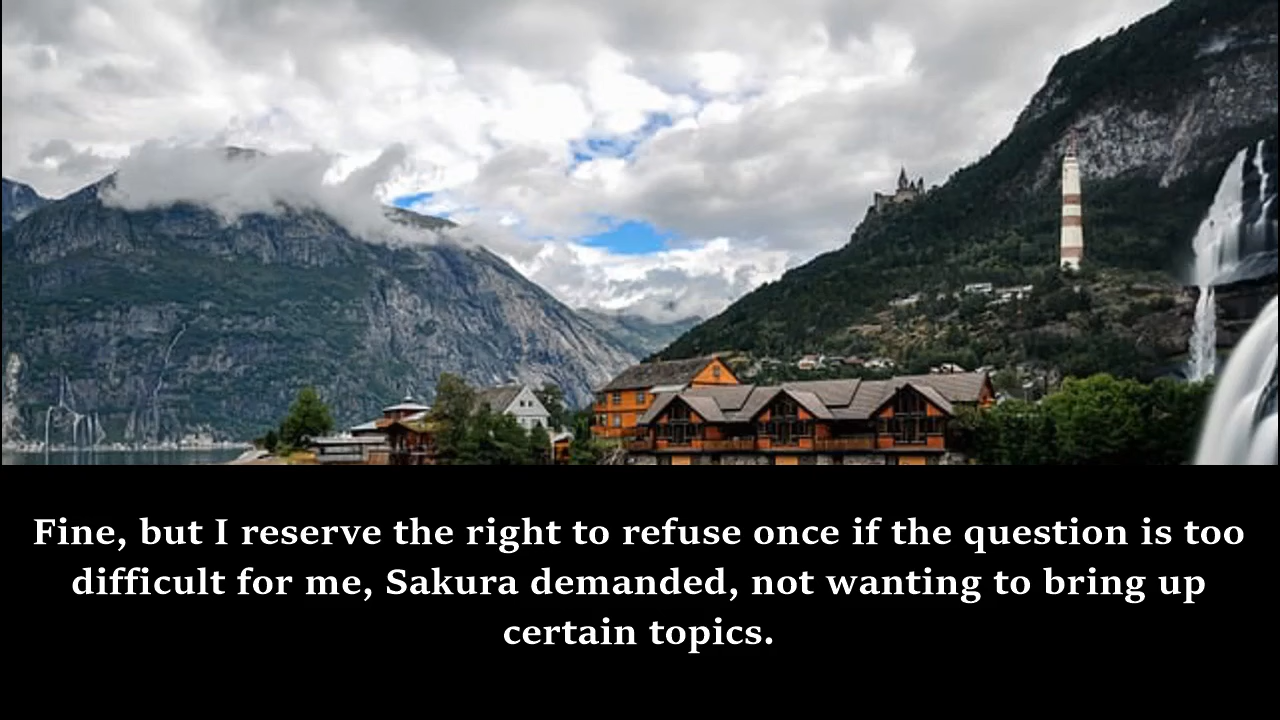 Fine, but I reserve the right to refuse once if the question is too
difficult for me, Sakura demanded, not wanting to bring up
certain topics.